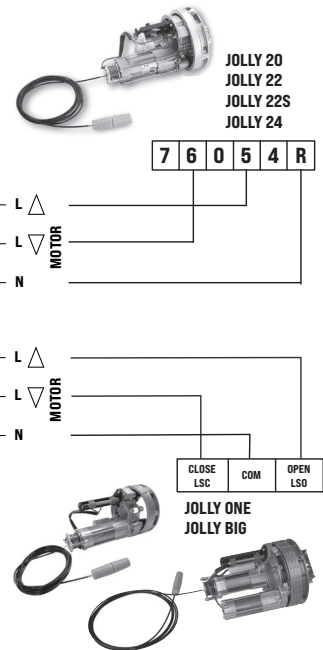 JOLLY 20
JOLLY 22
JOLLY 22S
JOLLY 24
7 6 0 5 4 R
L △
L ▽
MOTOR
N
L △
L ▽
MOTOR
N
CLOSE LSC
COM
OPEN LSO
JOLLY ONE
JOLLY BIG